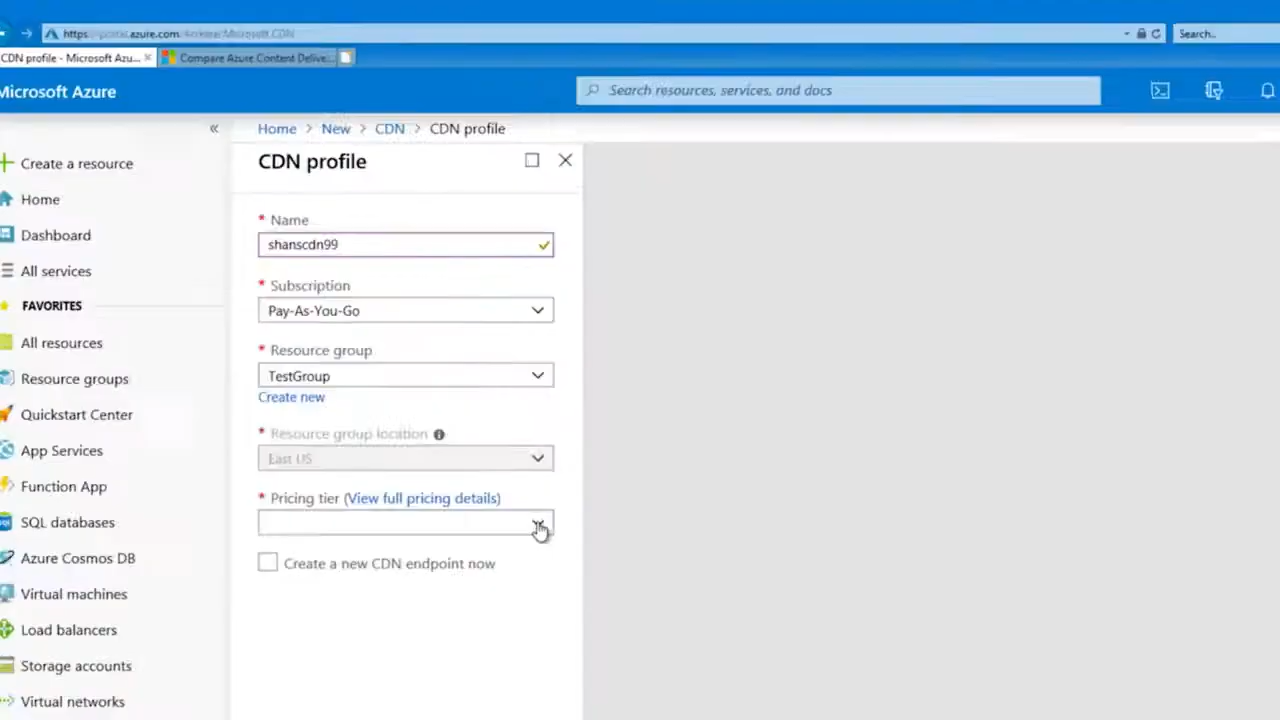 https://portal.azure.com
Search...
CDN profile - Microsoft Azu...
Compare Azure Content Delive...
Microsoft Azure
Search resources, services, and docs
Home > New > CDN > CDN profile
CDN profile
Create a resource
Home
Dashboard
All services
FAVORITES
All resources
Resource groups
Quickstart Center
App Services
Function App
SQL databases
Azure Cosmos DB
Virtual machines
Load balancers
Storage accounts
Virtual networks
* Name
shanscdn99
* Subscription
Pay-As-You-Go
* Resource group
TestGroup
Create new
* Resource group location
East US
* Pricing tier (View full pricing details)
Create a new CDN endpoint now